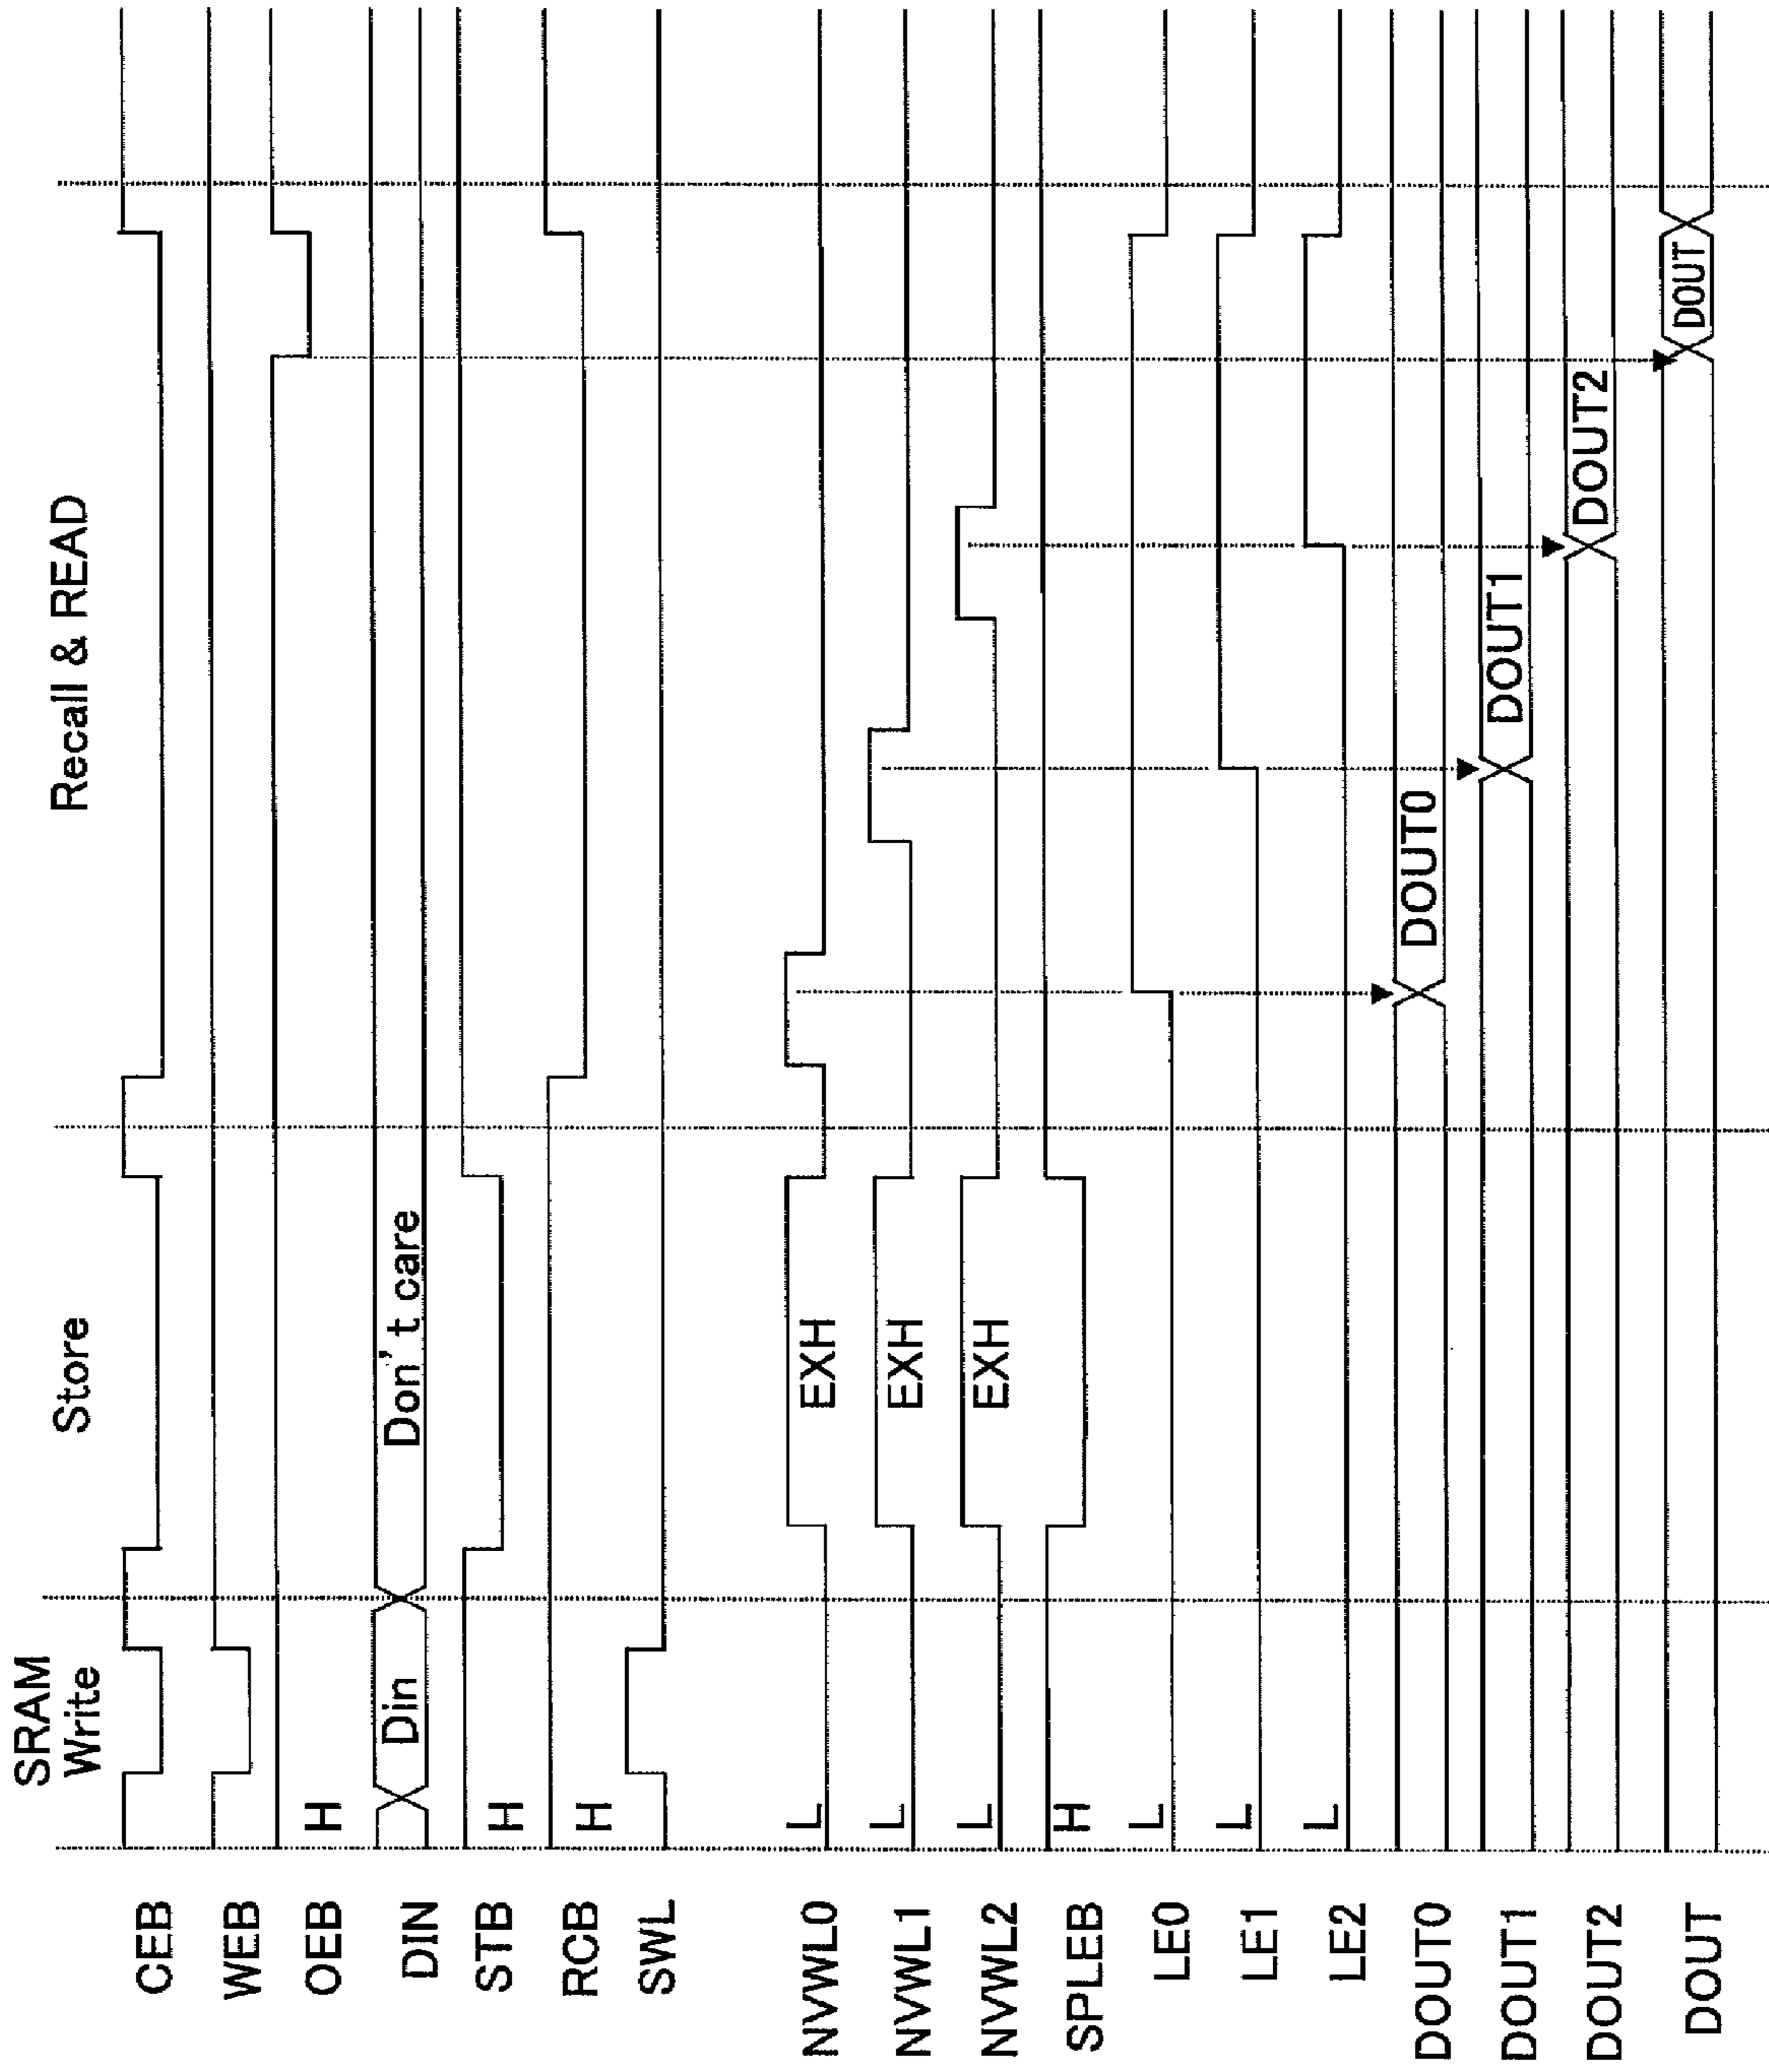 SRAM
Write
Store
Recall & READ
CEB
WEB
OEB
H
DIN
Din
Don't care
STB
H
RCB
H
SWL
NVWL0
L
EXH
NVWL1
L
EXH
NVWL2
L
EXH
SPLEB
H
LE0
L
LE1
L
LE2
L
DOUT0
DOUT0
DOUT1
DOUT1
DOUT2
DOUT2
DOUT
DOUT